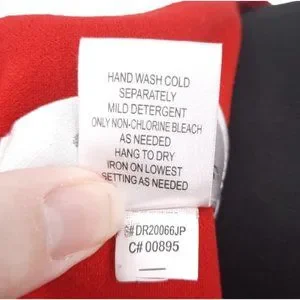 HAND WASH COLD
SEPARATELY
MILD DETERGENT
ONLY NON-CHLORINE BLEACH
AS NEEDED
HANG TO DRY
IRON ON LOWEST
SETTING AS NEEDED
#DR20066JP
C# 00895